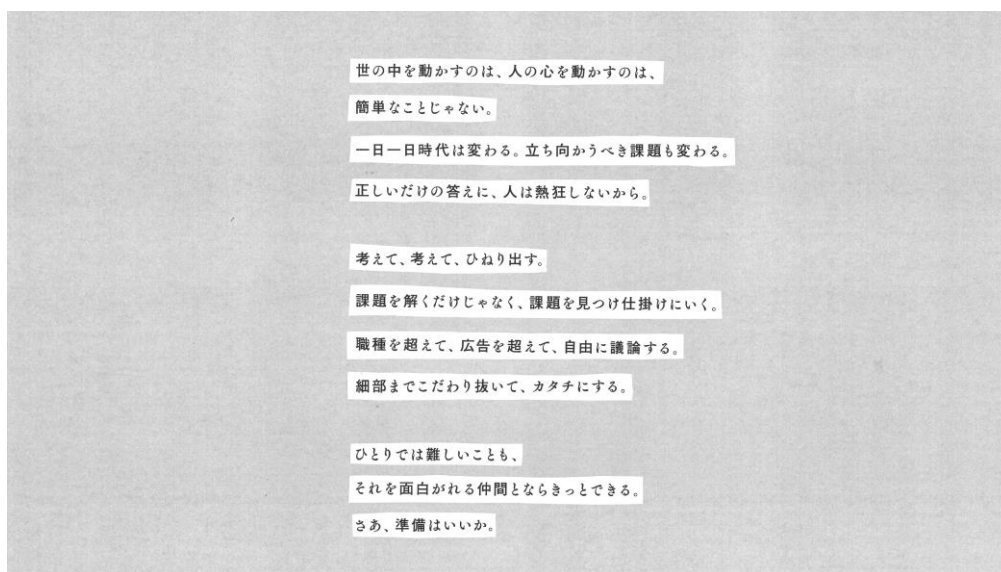 世の中を動かすのは、人の心を動かすのは、
簡単なことじゃない。
一日一日時代は変わる。立ち向かうべき課題も変わる。
正しいだけの答えに、人は熱狂しないから。
考えて、考えて、ひねり出す。
課題を解くだけじゃなく、課題を見つけ仕掛けにいく。
職種を超えて、広告を超えて、自由に議論する。
細部までこだわり抜いて、カタチにする。
ひとりでは難しいことも、
それを面白がれる仲間とならきっとできる。
さあ、準備はいいか。